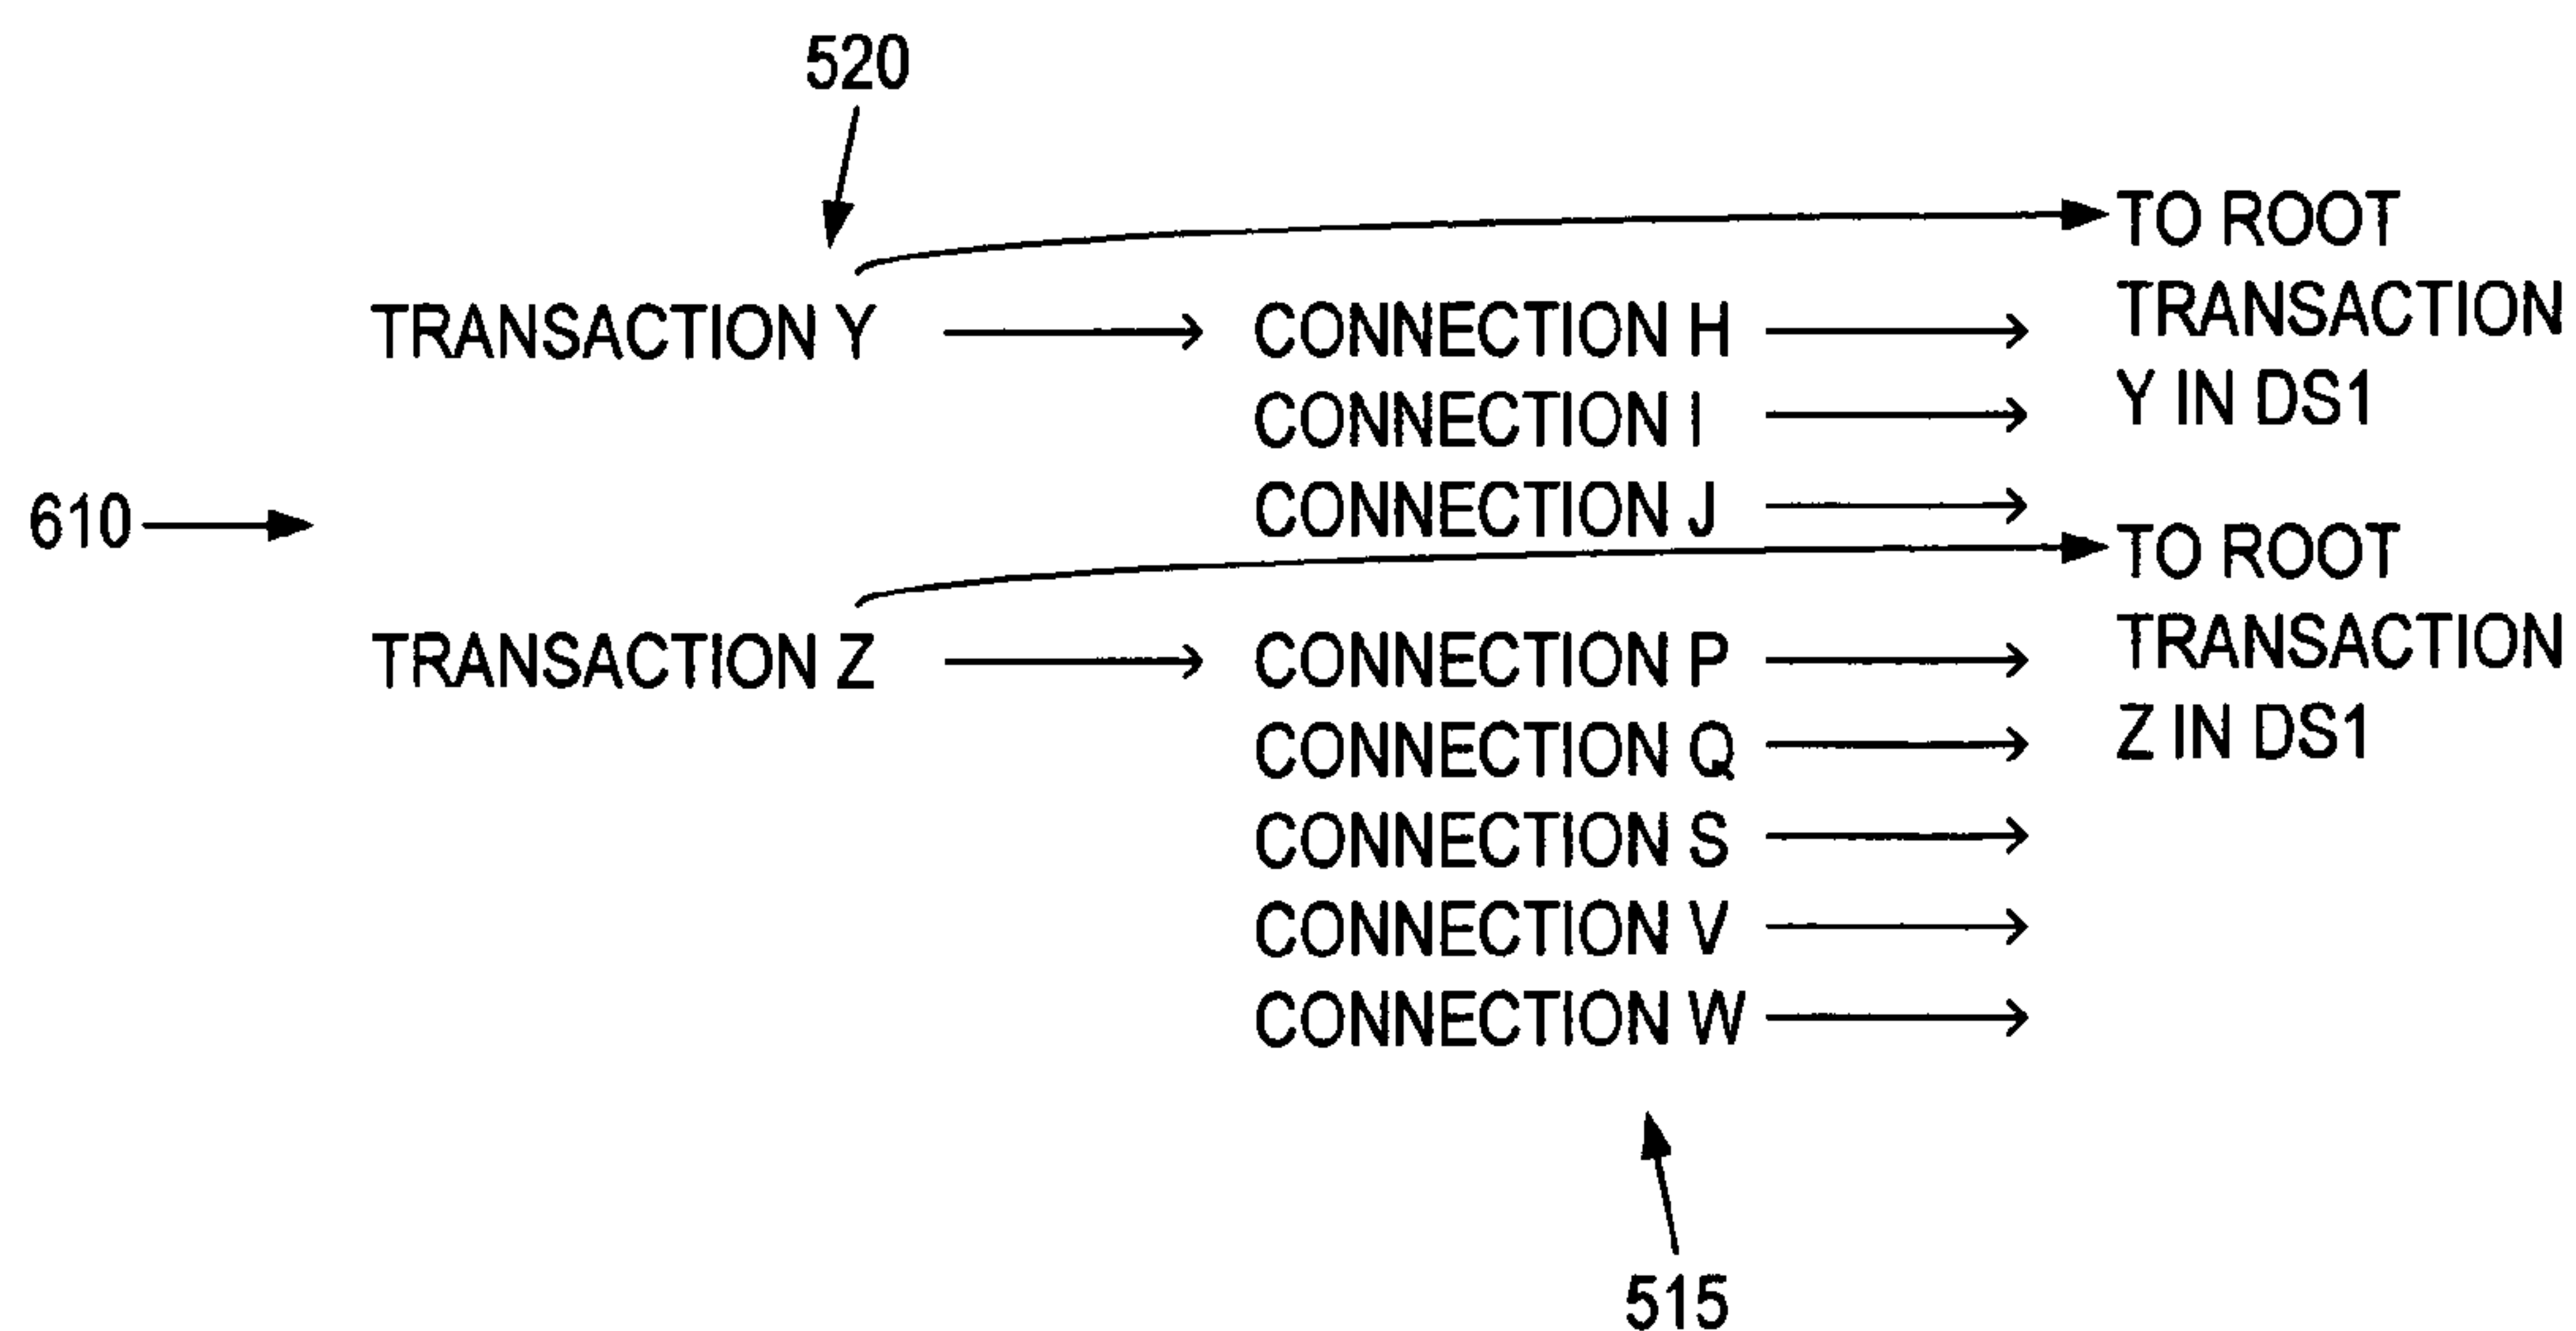 520
TO ROOT
TRANSACTION Y CONNECTION H TRANSACTION
CONNECTION I Y IN DS1
CONNECTION J
610 TO ROOT
TRANSACTION Z CONNECTION P TRANSACTION
CONNECTION Q Z IN DS1
CONNECTION S
CONNECTION V
CONNECTION W
515